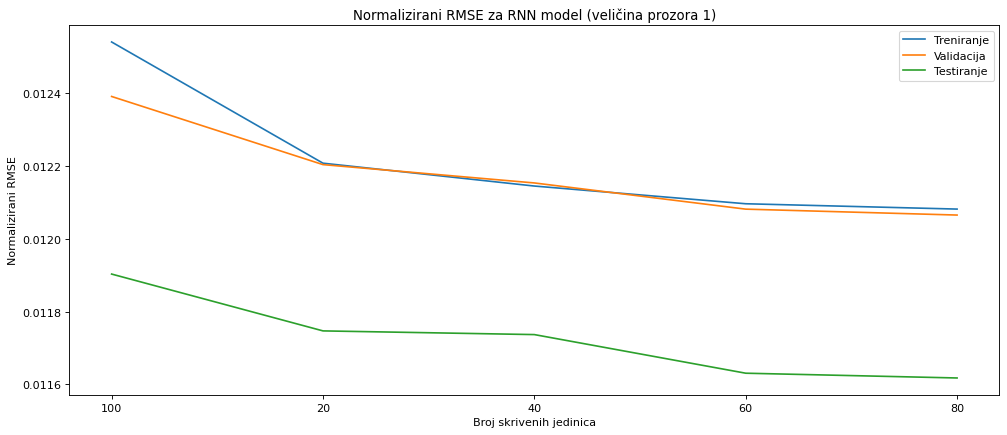 Normalizirani RMSE za RNN model (veličina prozora 1)
Treniranje
Validacija
Testiranje
Normalizirani RMSE
0.0124
0.0122
0.0120
0.0118
0.0116
100 20 40 60 80
Broj skrivenih jedinica